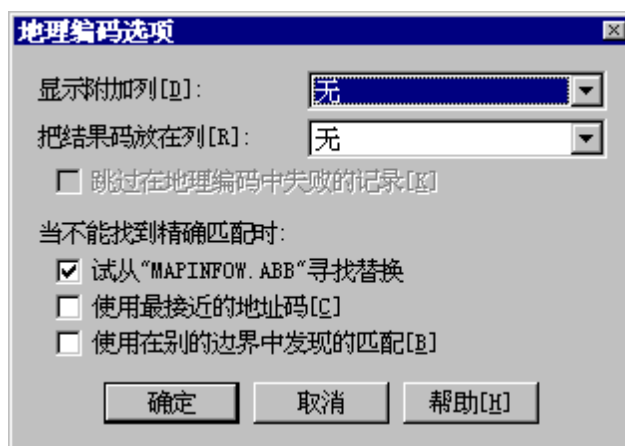 地理编码选项
显示附加列[D]: 无
把结果码放在列[R]: 无
跳过在地理编码中失败的记录[K]
当不能找到精确匹配时:
试从“MAPINFOW.ABB“寻找替换
使用最接近的地址码[C]
使用在别的边界中发现的匹配[B]
确定 取消 帮助[H]